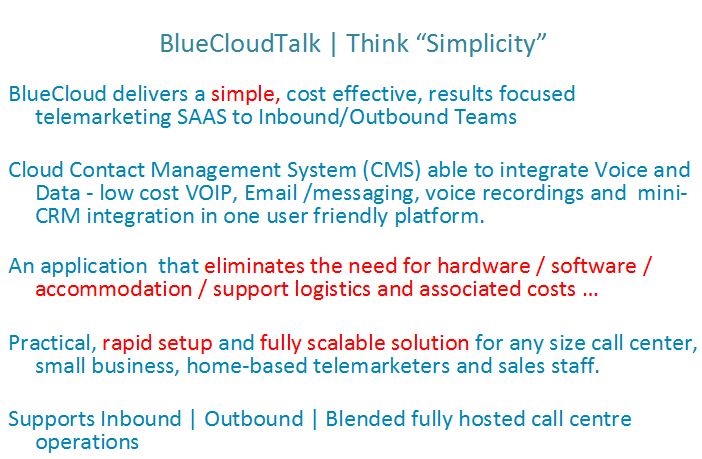 BlueCloudTalk | Think “Simplicity”
BlueCloud delivers a simple, cost effective, results focused
telemarketing SAAS to Inbound/Outbound Teams
Cloud Contact Management System (CMS) able to integrate Voice and
Data - low cost VOIP, Email /messaging, voice recordings and  mini-
CRM integration in one user friendly platform.
An application  that eliminates the need for hardware / software /
accommodation / support logistics and associated costs ...
Practical, rapid setup and fully scalable solution for any size call center,
small business, home-based telemarketers and sales staff.
Supports Inbound | Outbound | Blended fully hosted call centre
operations